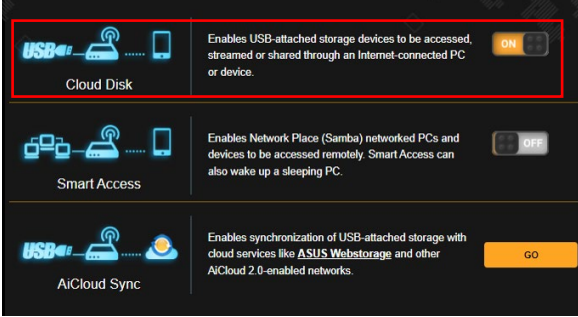 Enables USB-attached storage devices to be accessed,
streamed or shared through an Internet-connected PC
or device.
ON
USB
Cloud Disk
Enables Network Place (Samba) networked PCs and
devices to be accessed remotely. Smart Access can
also wake up a sleeping PC.
OFF
Smart Access
Enables synchronization of USB-attached storage with
cloud services like ASUS Webstorage and other
AiCloud 2.0-enabled networks.
GO
USB
AiCloud Sync